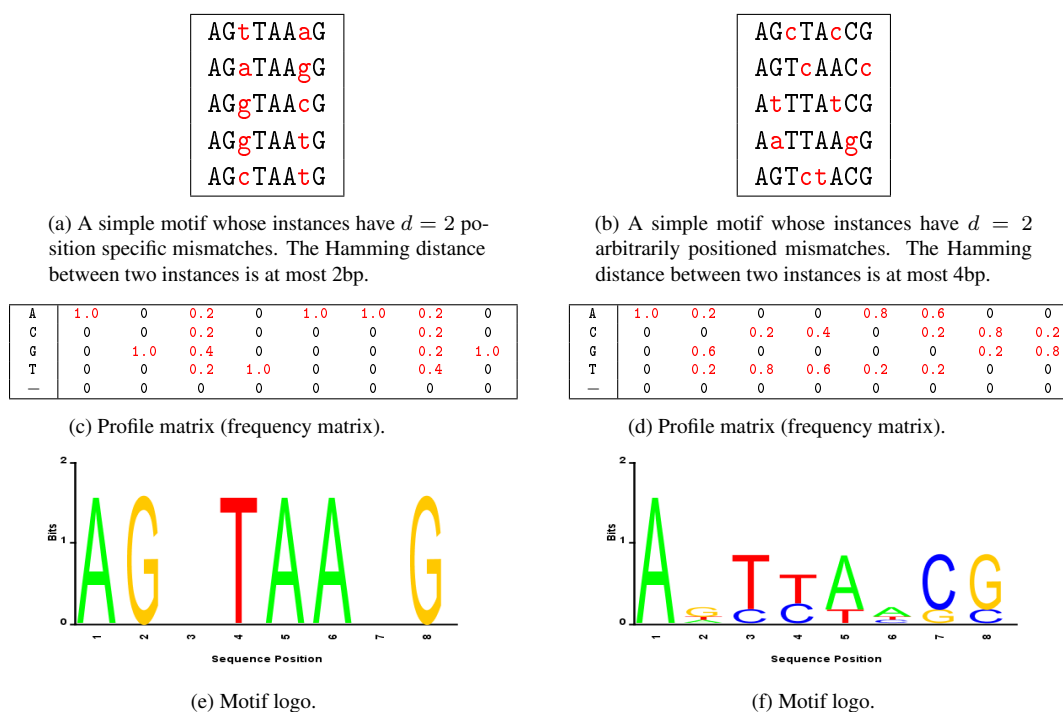 AGtTAAaG
AGaTAAgG
AGgTAAcG
AGgTAAtG
AGcTAAtG
(a) A simple motif whose instances have d = 2 po-
sition specific mismatches. The Hamming distance
between two instances is at most 2bp.
AGcTAcCG
AGTcAACc
AtTTAtCG
AaTTAAgG
AGTctACG
(b) A simple motif whose instances have d = 2
arbitrarily positioned mismatches. The Hamming
distance between two instances is at most 4bp.
A 1.0 0 0.2 0 1.0 1.0 0.2 0
C 0 0 0.2 0 0 0 0.2 0
G 0 1.0 0.4 0 0 0 0.2 1.0
T 0 0 0.2 1.0 0 0 0.4 0
— 0 0 0 0 0 0 0 0
(c) Profile matrix (frequency matrix).
A 1.0 0.2 0 0 0.8 0.6 0 0
C 0 0 0.2 0.4 0 0.2 0.8 0.2
G 0 0.6 0 0 0 0 0.2 0.8
T 0 0.2 0.8 0.6 0.2 0.2 0 0
— 0 0 0 0 0 0 0 0
(d) Profile matrix (frequency matrix).
2
1
0
Bits
AG TAA G
1 2 3 4 5 6 7 8
Sequence Position
(e) Motif logo.
2
1
0
Bits
A G T T A A C G
T C C T T G C
A C
1 2 3 4 5 6 7 8
Sequence Position
(f) Motif logo.